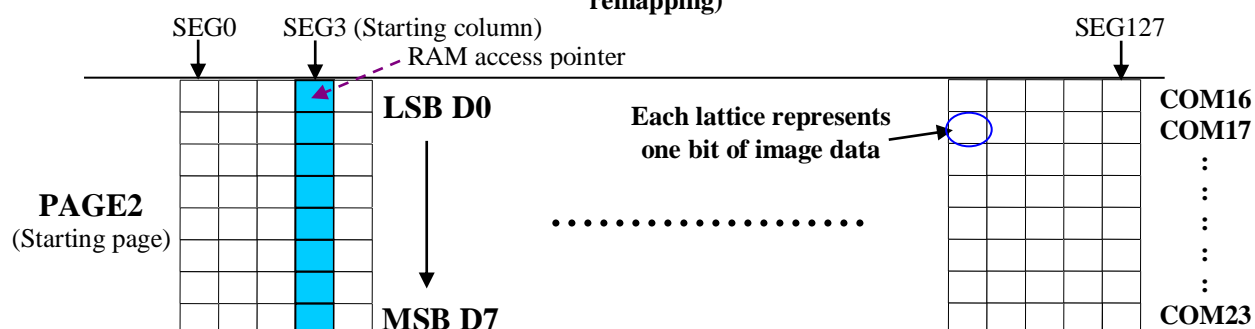 remapping)
SEG0 SEG3 (Starting column) SEG127
RAM access pointer
LSB D0
Each lattice represents
one bit of image data
COM16
COM17
:
:
:
:
:
COM23
PAGE2
(Starting page)
.....................
MSB D7